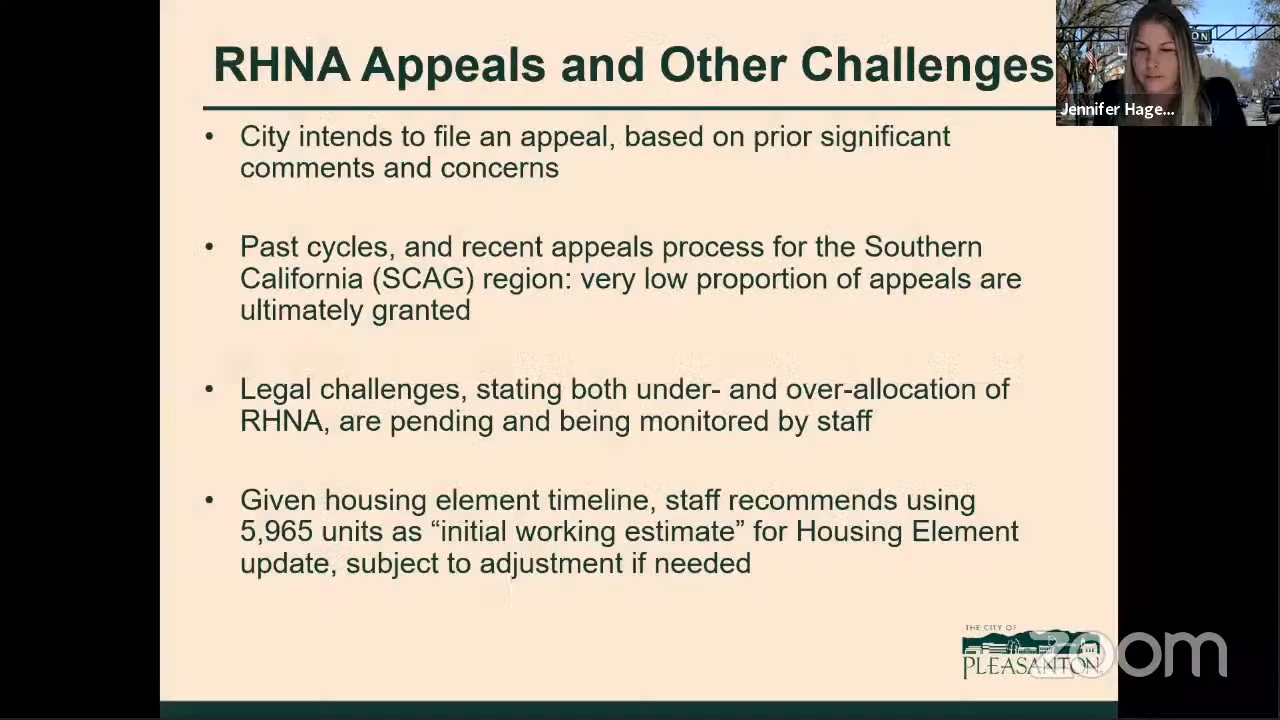 RHNA Appeals and Other Challenges
ON
Jennifer Hage...
• City intends to file an appeal, based on prior significant
comments and concerns
• Past cycles, and recent appeals process for the Southern
California (SCAG) region: very low proportion of appeals are
ultimately granted
• Legal challenges, stating both under- and over-allocation of
RHNA, are pending and being monitored by staff
• Given housing element timeline, staff recommends using
5,965 units as “initial working estimate” for Housing Element
update, subject to adjustment if needed
THE CITY OF
PLEASANTON
zoom